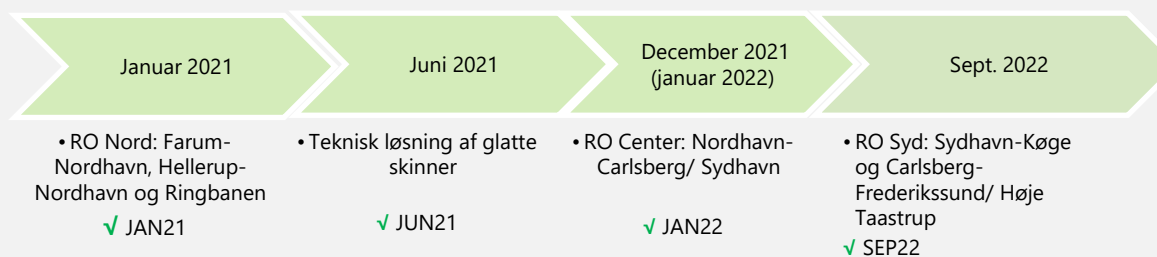 Januar 2021
Juni 2021
December 2021
(januar 2022)
Sept. 2022
• RO Nord: Farum-
Nordhavn, Hellerup-
Nordhavn og Ringbanen
√ JAN21
• Teknisk løsning af glatte
skinner
√ JUN21
• RO Center: Nordhavn-
Carlsberg/ Sydhavn
√ JAN22
• RO Syd: Sydhavn-Køge
og Carlsberg-
Frederikssund/ Høje
Taastrup
√ SEP22